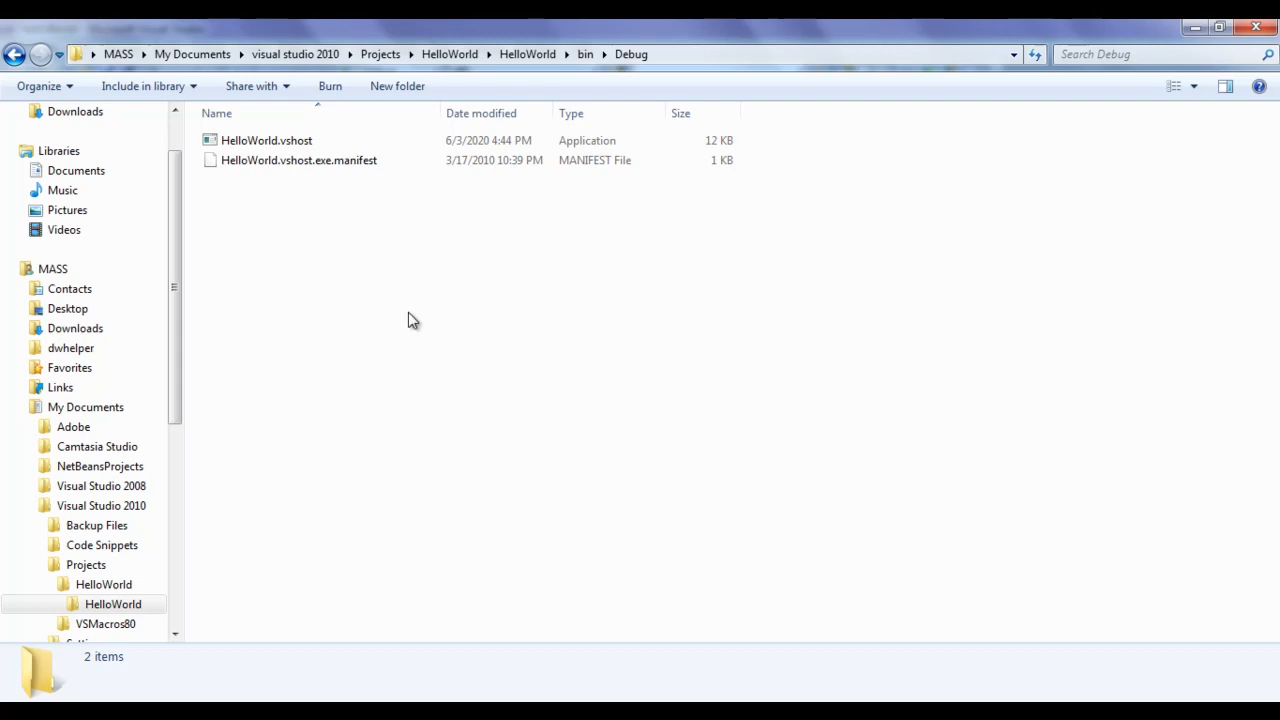 MASS My Documents visual studio 2010 Projects HelloWorld HelloWorld bin Debug
Search Debug
Organize Include in library Share with Burn New folder
Name Date modified Type Size
HelloWorld.vshost 6/3/2020 4:44 PM Application 12 KB
HelloWorld.vshost.exe.manifest 3/17/2010 10:39 PM MANIFEST File 1 KB
Downloads
Libraries
Documents
Music
Pictures
Videos
MASS
Contacts
Desktop
Downloads
dwhelper
Favorites
Links
My Documents
Adobe
Camtasia Studio
NetBeansProjects
Visual Studio 2008
Visual Studio 2010
Backup Files
Code Snippets
Projects
HelloWorld
HelloWorld
VSMacros80
2 items